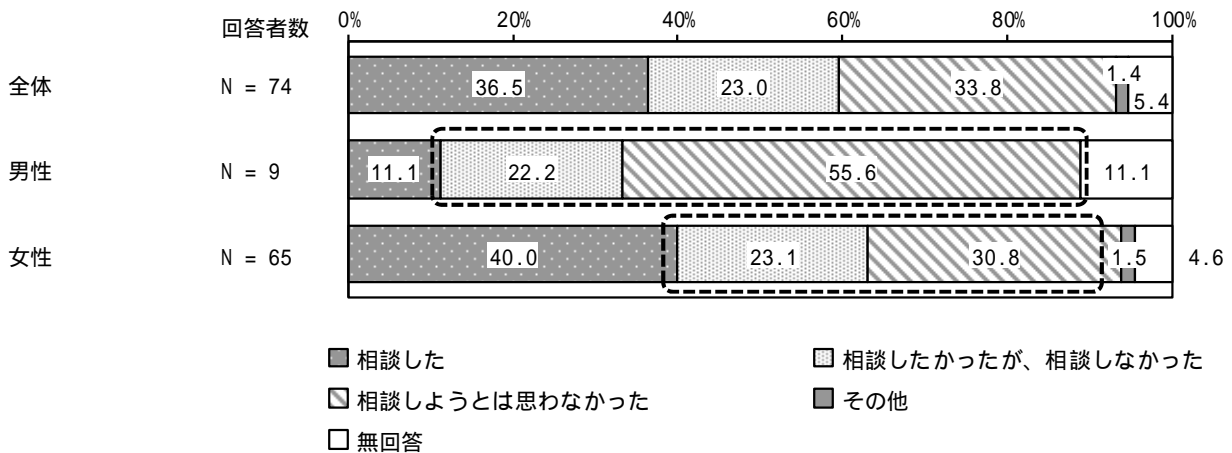 回答者数 0% 20% 40% 60% 80% 100%
全体 N = 74 36.5 23.0 33.8 1.4 5.4
男性 N = 9 11.1 22.2 55.6 11.1
女性 N = 65 40.0 23.1 30.8 1.5 4.6
相談した 相談したかったが、相談しなかった
相談しようとは思わなかった その他
無回答